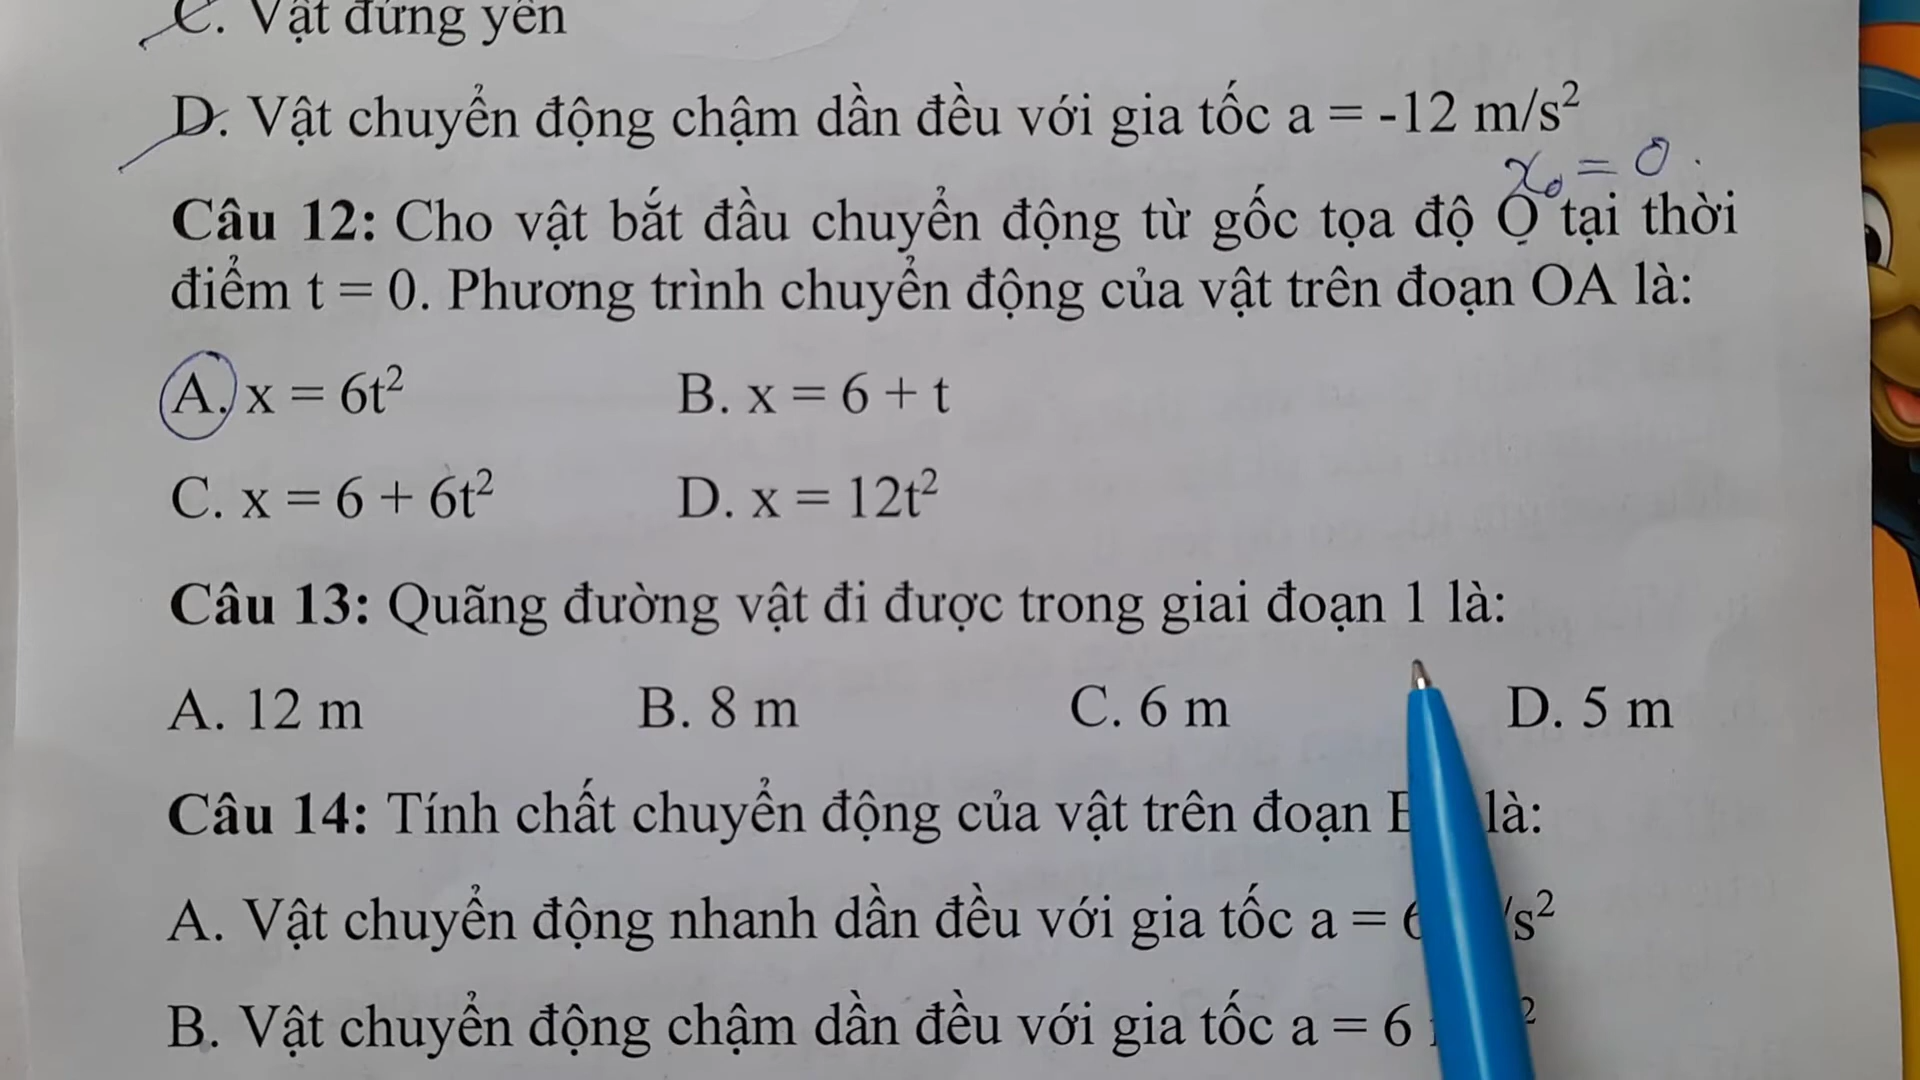 C. Vật đứng yên
D. Vật chuyển động chậm dần đều với gia tốc a = -12 m/s²
x₀ = 0
Câu 12: Cho vật bắt đầu chuyển động từ gốc tọa độ O tại thời
điểm t = 0. Phương trình chuyển động của vật trên đoạn OA là:
A. x = 6t² B. x = 6 + t
C. x = 6 + 6t² D. x = 12t²
Câu 13: Quãng đường vật đi được trong giai đoạn 1 là:
A. 12 m B. 8 m C. 6 m D. 5 m
Câu 14: Tính chất chuyển động của vật trên đoạn là:
A. Vật chuyển động nhanh dần đều với gia tốc a = /s²
B. Vật chuyển động chậm dần đều với gia tốc a = 6